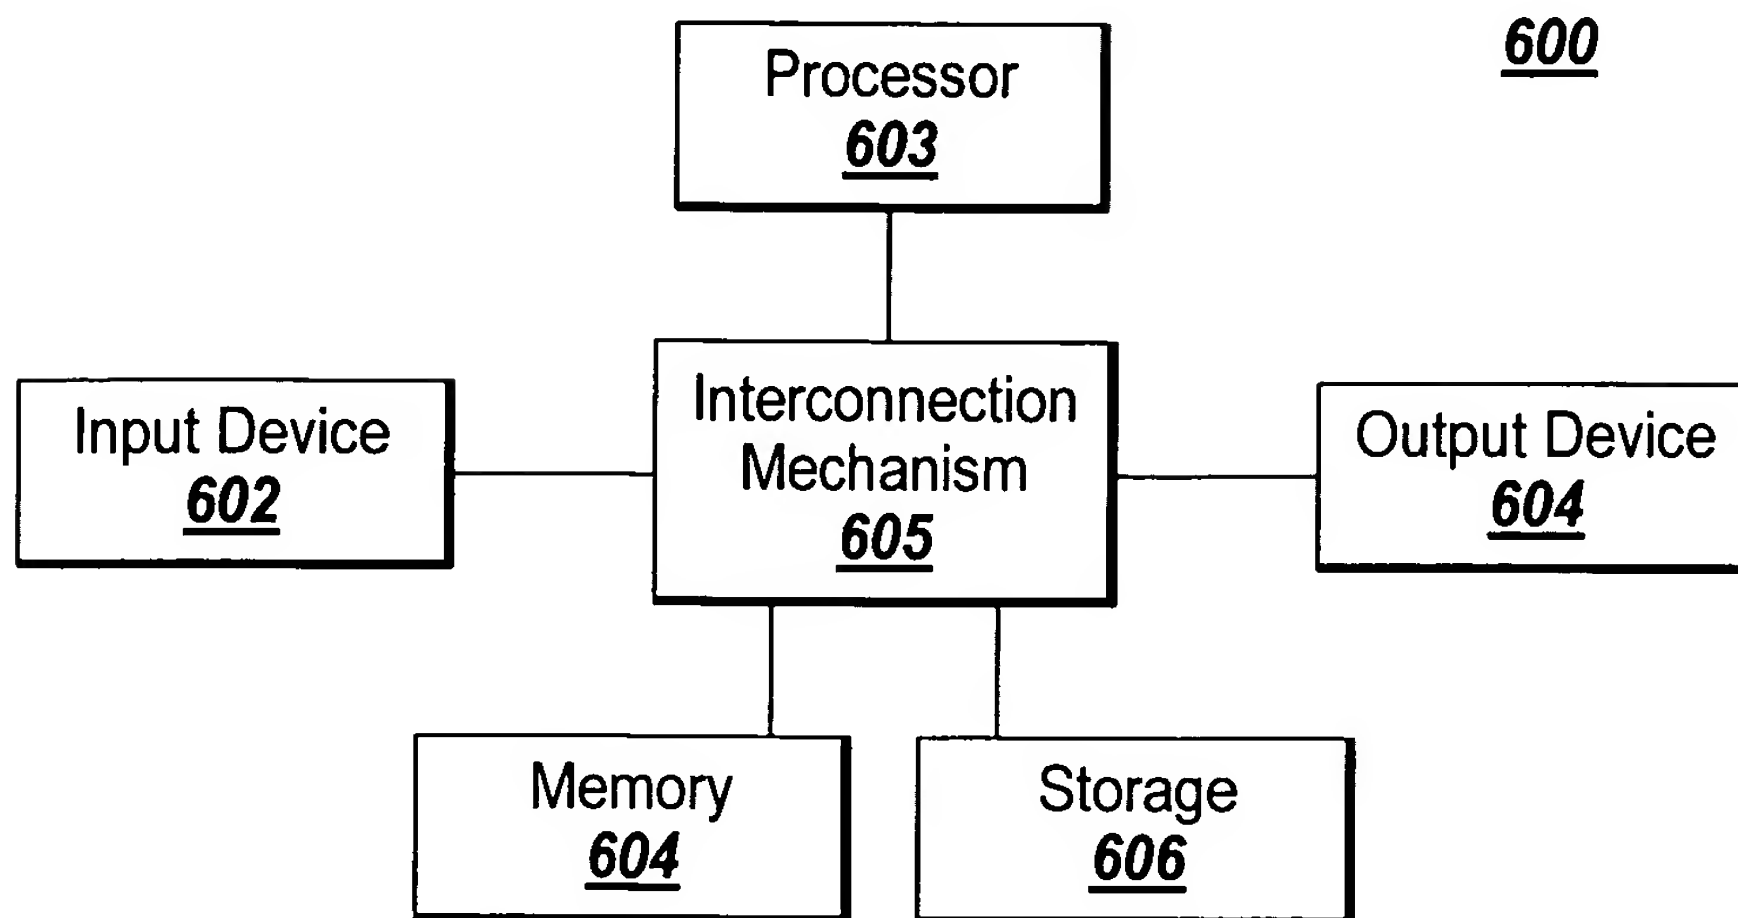 600
Processor
603
Input Device
602
Interconnection
Mechanism
605
Output Device
604
Memory
604
Storage
606